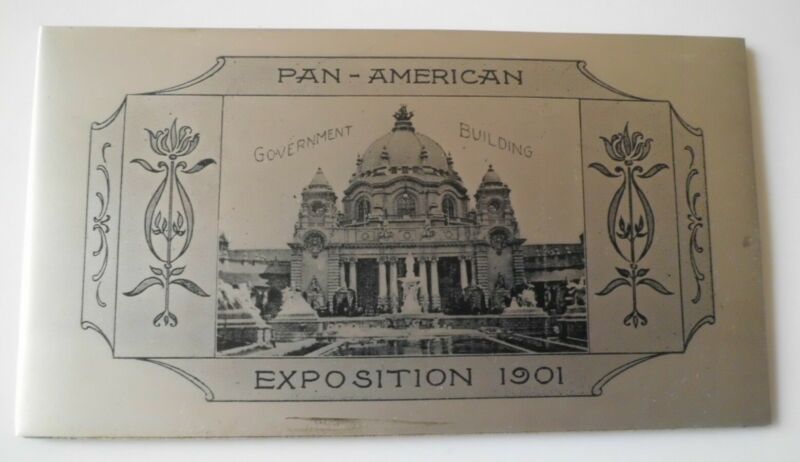 PAN-AMERICAN
GOVERNMENT BUILDING
EXPOSITION 1901